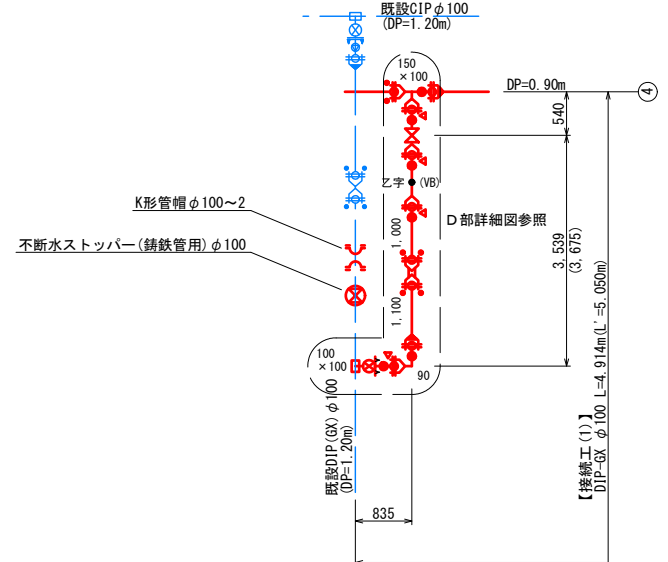 既設CIPφ100
(DP=1.20m)
150
×100
DP=0.90m
4
540
乙字 (VB)
K形管帽φ100～2
D部詳細図参照
不断水ストッパー(鋳鉄管用)φ100
1,000
3,539
(3,675)
1,100
100
×100
90
既設DIP(GX)φ100
(DP=1.20m)
【接続工(1)】
DIP-GX φ100 L=4.914m(L'=5.050m)
835